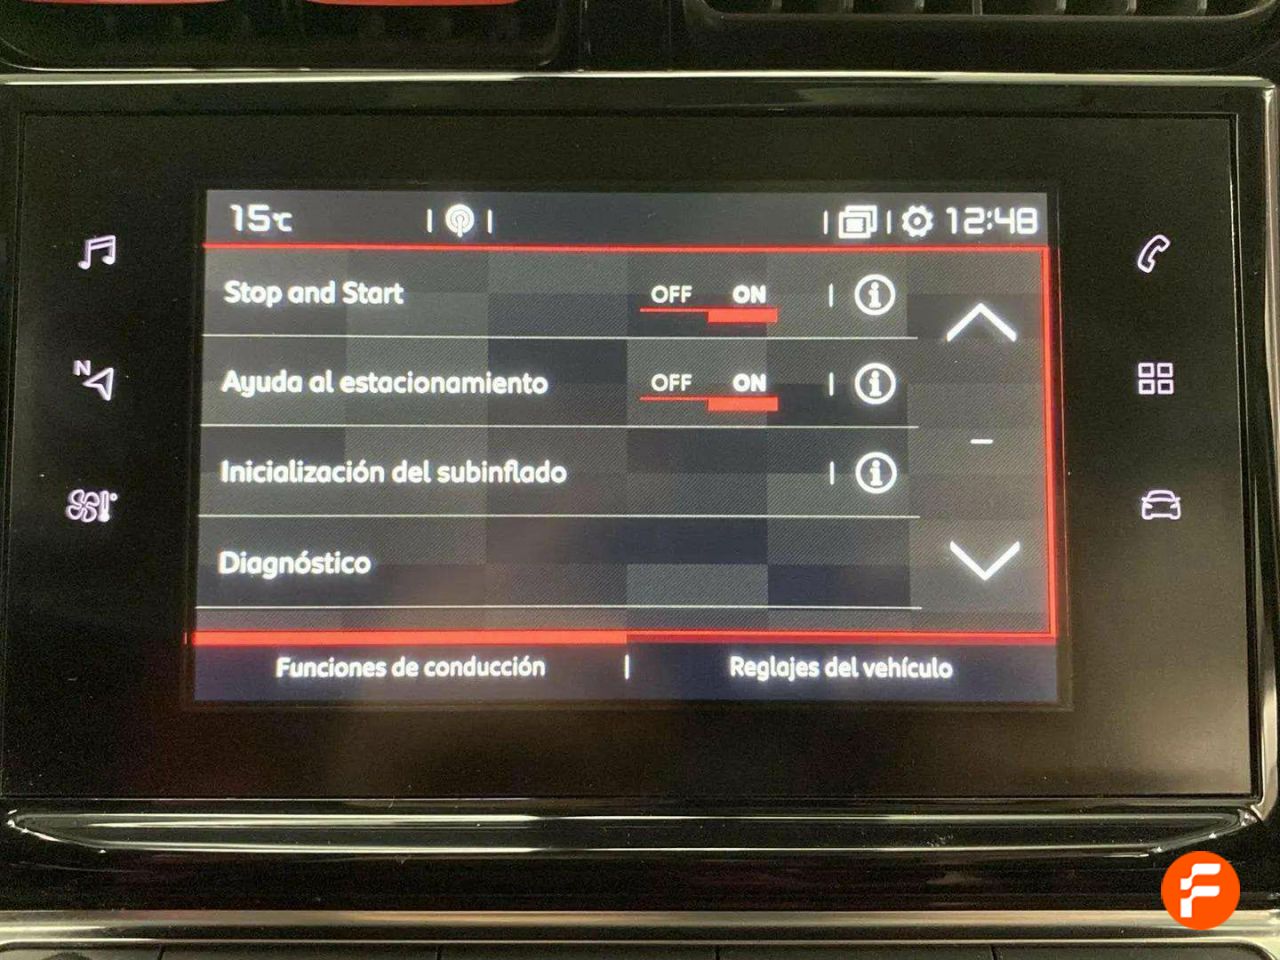 15°C
12:48
Stop and Start OFF ON
Ayuda al estacionamiento OFF ON
Inicialización del subinflado
Diagnóstico
Funciones de conducción
Reglajes del vehículo
N